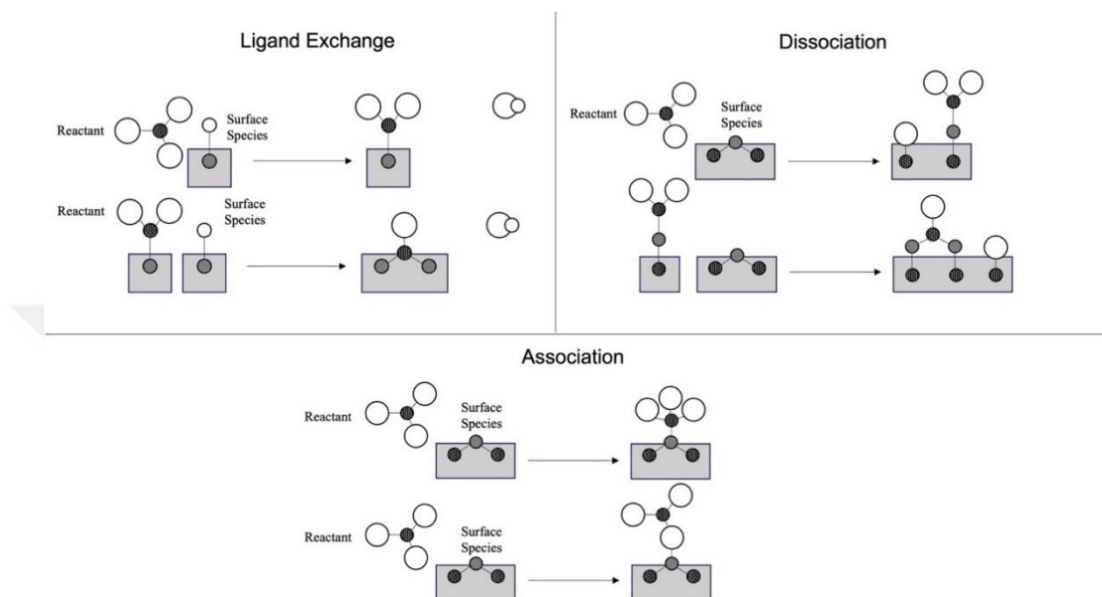 Ligand Exchange
Reactant
Surface
Species
Reactant
Surface
Species
Dissociation
Reactant
Surface
Species
Association
Reactant
Surface
Species
Reactant
Surface
Species